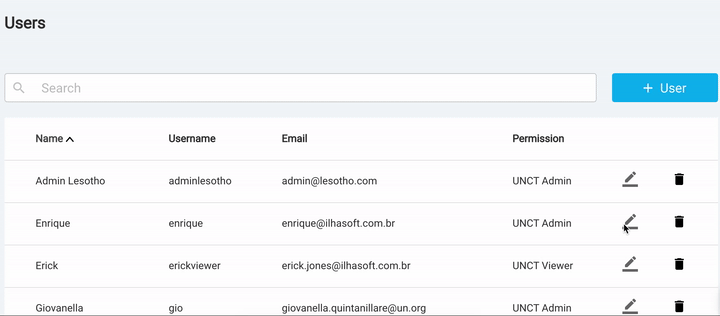 Users
Search
+ User
Name Username Email Permission
Admin Lesotho adminlesotho admin@lesotho.com UNCT Admin
Enrique enrique enrique@ilhasoft.com.br UNCT Admin
Erick erickviewer erick.jones@ilhasoft.com.br UNCT Viewer
Giovanella gio giovanella.quintanillare@un.org UNCT Admin